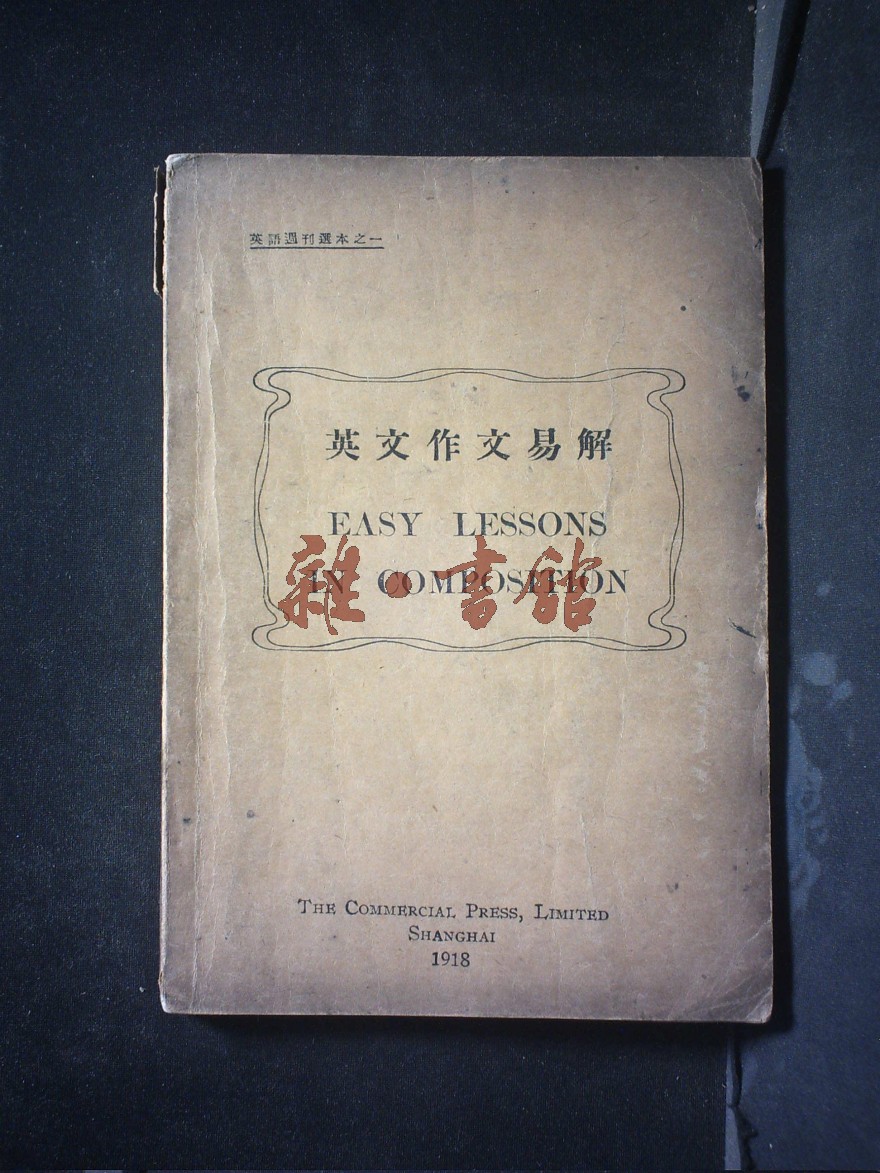 英語週刊選本之一
英文作文易解
EASY LESSONS
IN COMPOSITION
雜·書館
THE COMMERCIAL PRESS, LIMITED
SHANGHAI
1918